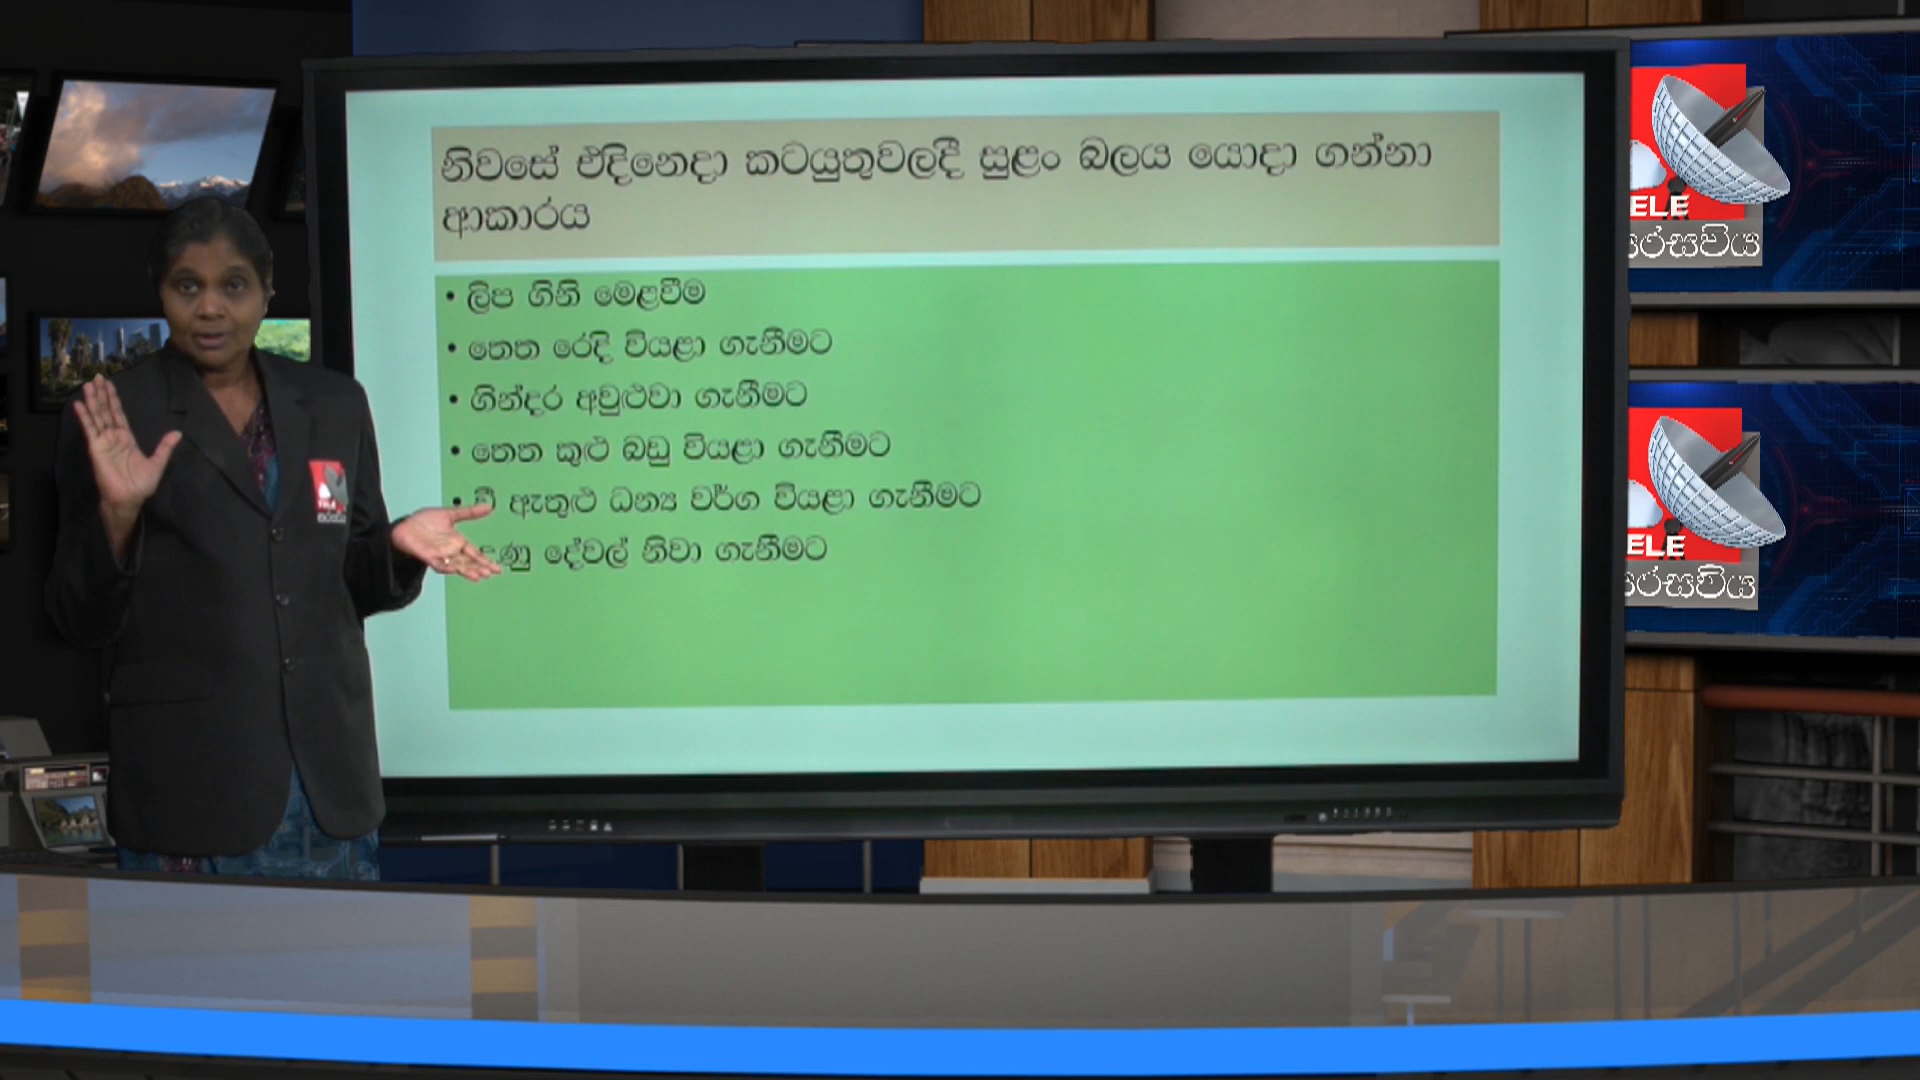 නිවසේ එදිනෙදා කටයුතුවලදී සුළං බලය යොදා ගන්නා
ආකාරය
• ලිප ගිනි මෙළවීම
• තෙත රෙදි වියළා ගැනීමට
• ගින්දර අවුළුවා ගැනීමට
• තෙත කුළු බඩු වියළා ගැනීමට
• වී ඇතුළු ධන්‍ය වර්ග වියළා ගැනීමට
දේවල් නිවා ගැනීමට
ELE
ELE